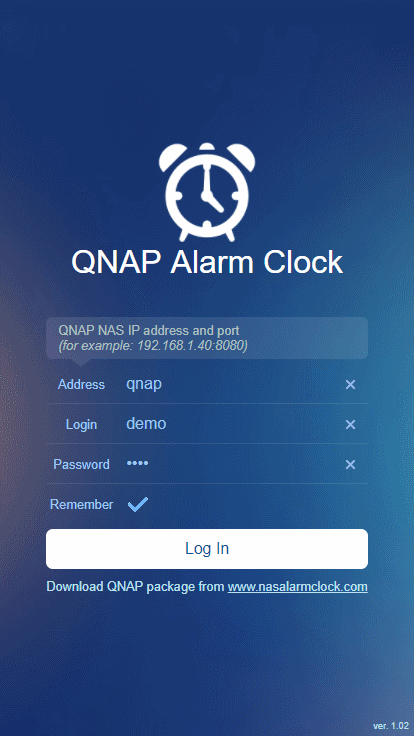 QNAP Alarm Clock
QNAP NAS IP address and port
(for example: 192.168.1.40:8080)
Address qnap ×
Login demo ×
Password •••• ×
Remember ✓
Log In
Download QNAP package from www.nasalarmclock.com
ver. 1.02